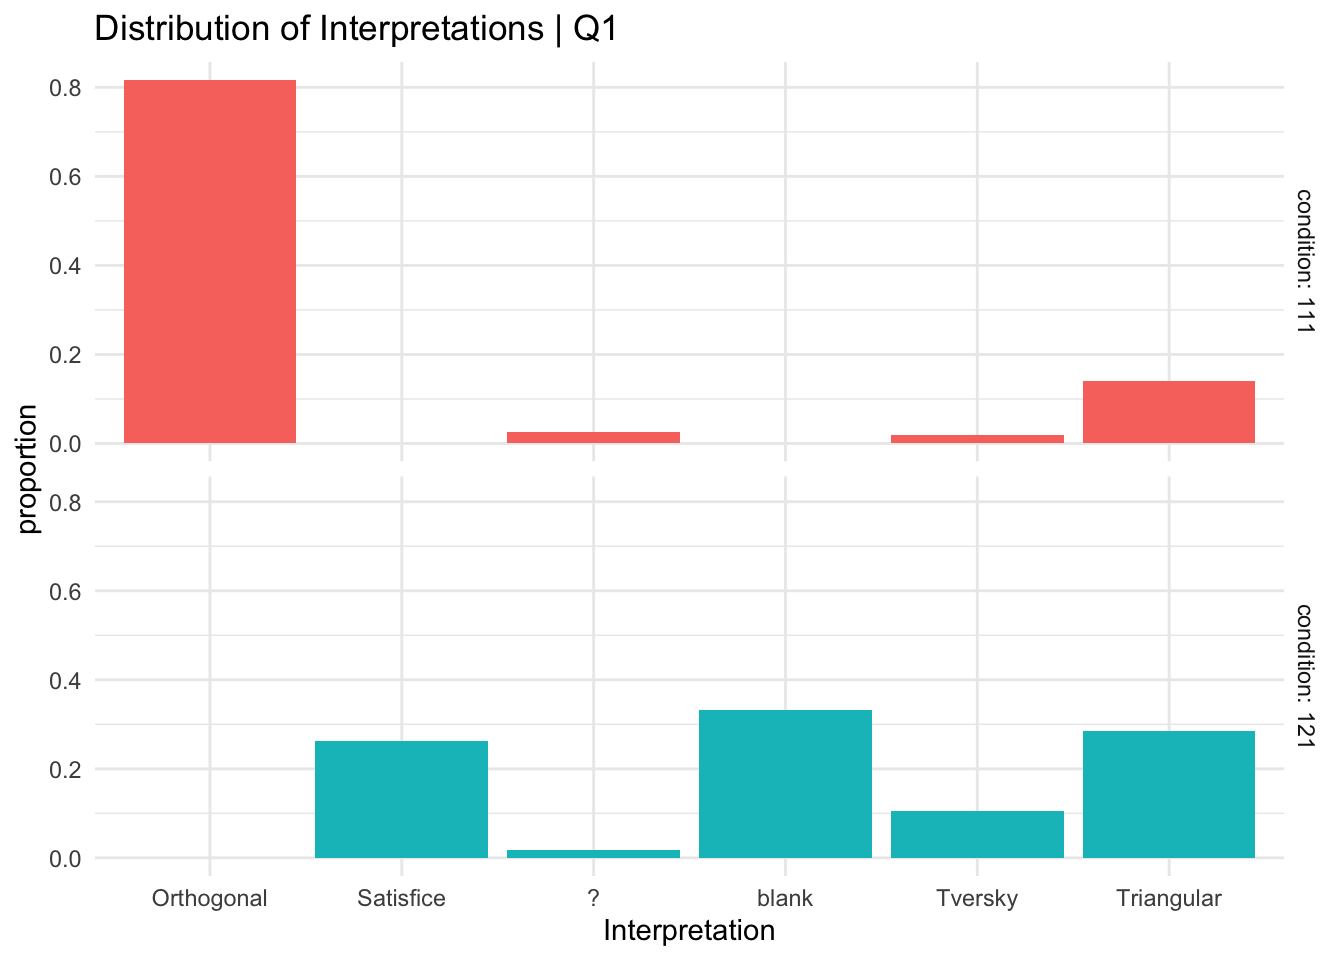 Distribution of Interpretations | Q1
0.8
0.6
0.4
0.2
0.0
condition: 111
proportion
0.8
0.6
0.4
0.2
0.0
condition: 121
Orthogonal Satisfice ? blank Tversky Triangular
Interpretation